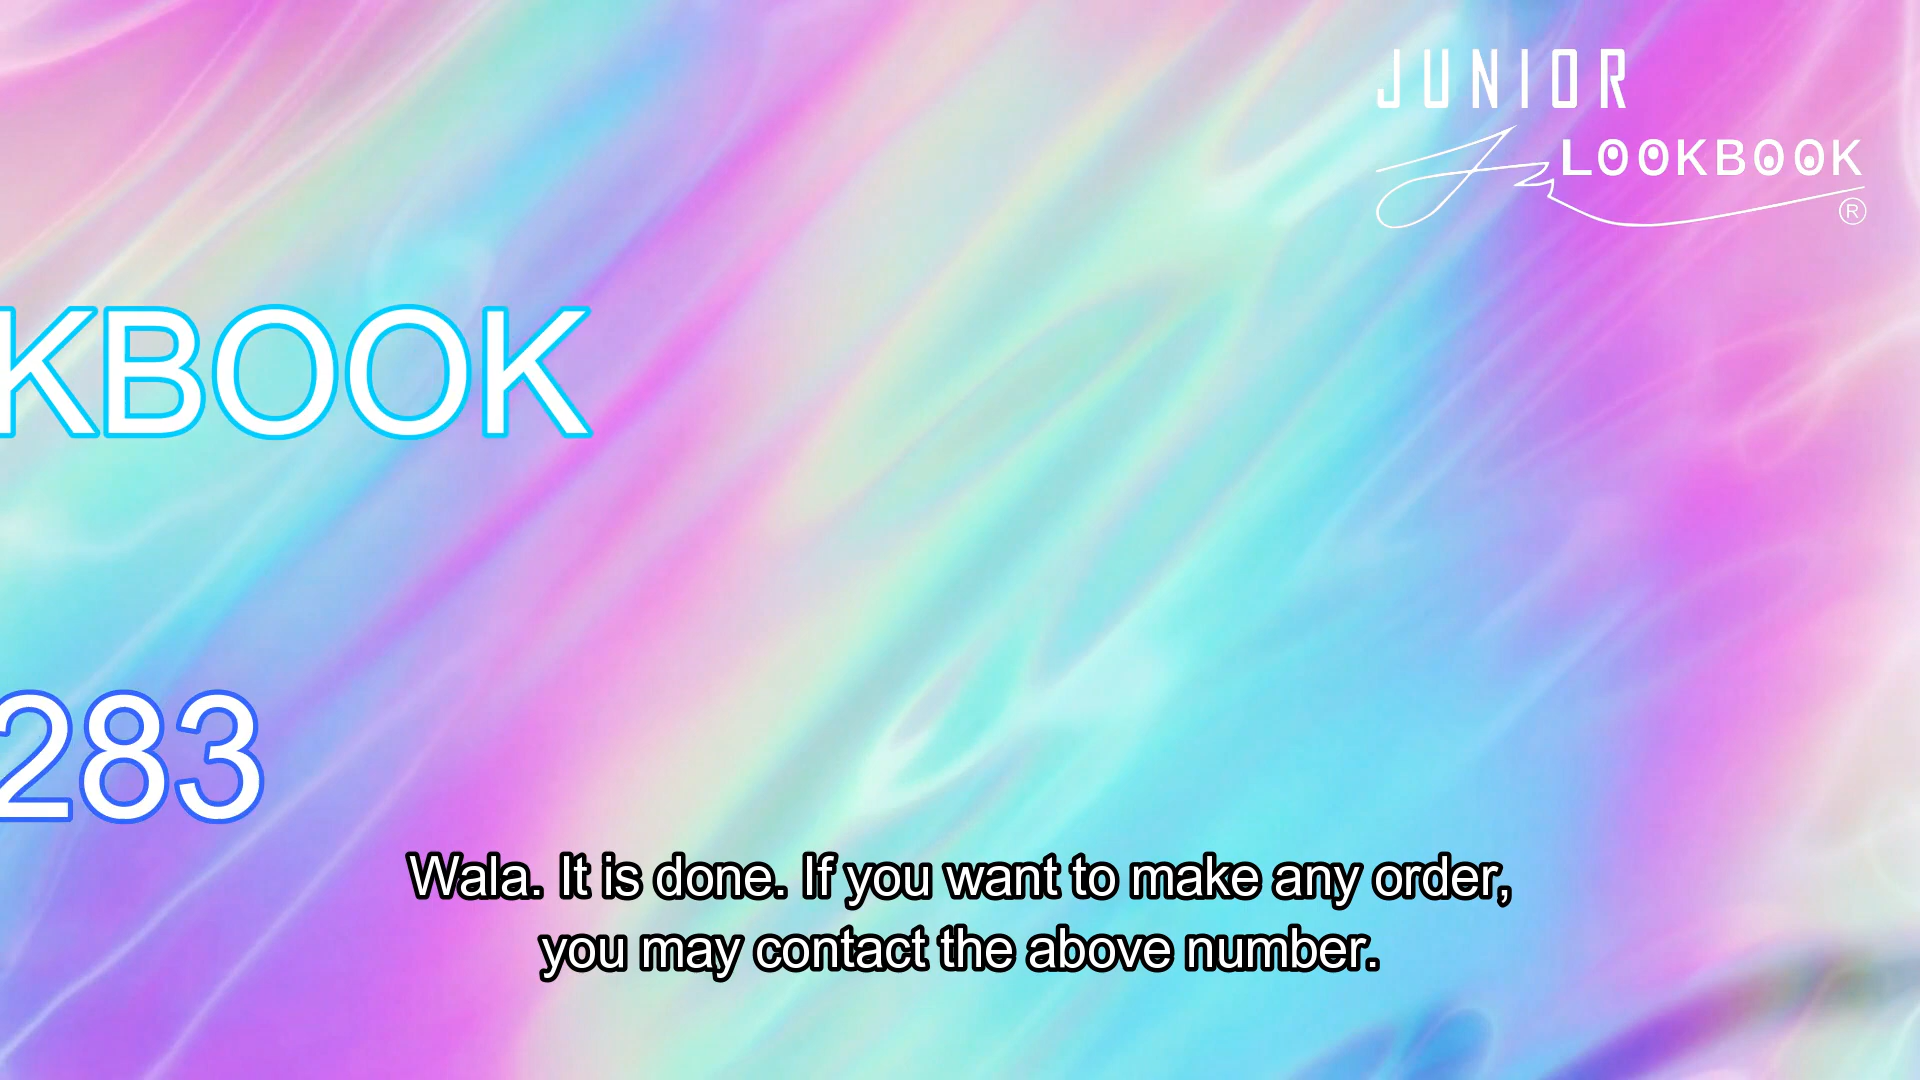 JUNIOR
LOOKBOOK
®
KBOOK
283
Wala. It is done. If you want to make any order,
you may contact the above number.